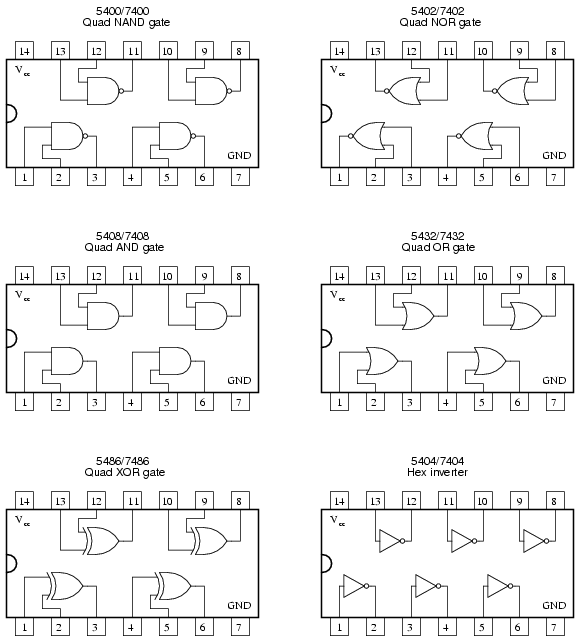 5400/7400
Quad NAND gate
14 13 12 11 10 9 8
Vcc
GND
1 2 3 4 5 6 7
5402/7402
Quad NOR gate
14 13 12 11 10 9 8
Vcc
GND
1 2 3 4 5 6 7
5408/7408
Quad AND gate
14 13 12 11 10 9 8
Vcc
GND
1 2 3 4 5 6 7
5432/7432
Quad OR gate
14 13 12 11 10 9 8
Vcc
GND
1 2 3 4 5 6 7
5486/7486
Quad XOR gate
14 13 12 11 10 9 8
Vcc
GND
1 2 3 4 5 6 7
5404/7404
Hex inverter
14 13 12 11 10 9 8
Vcc
GND
1 2 3 4 5 6 7